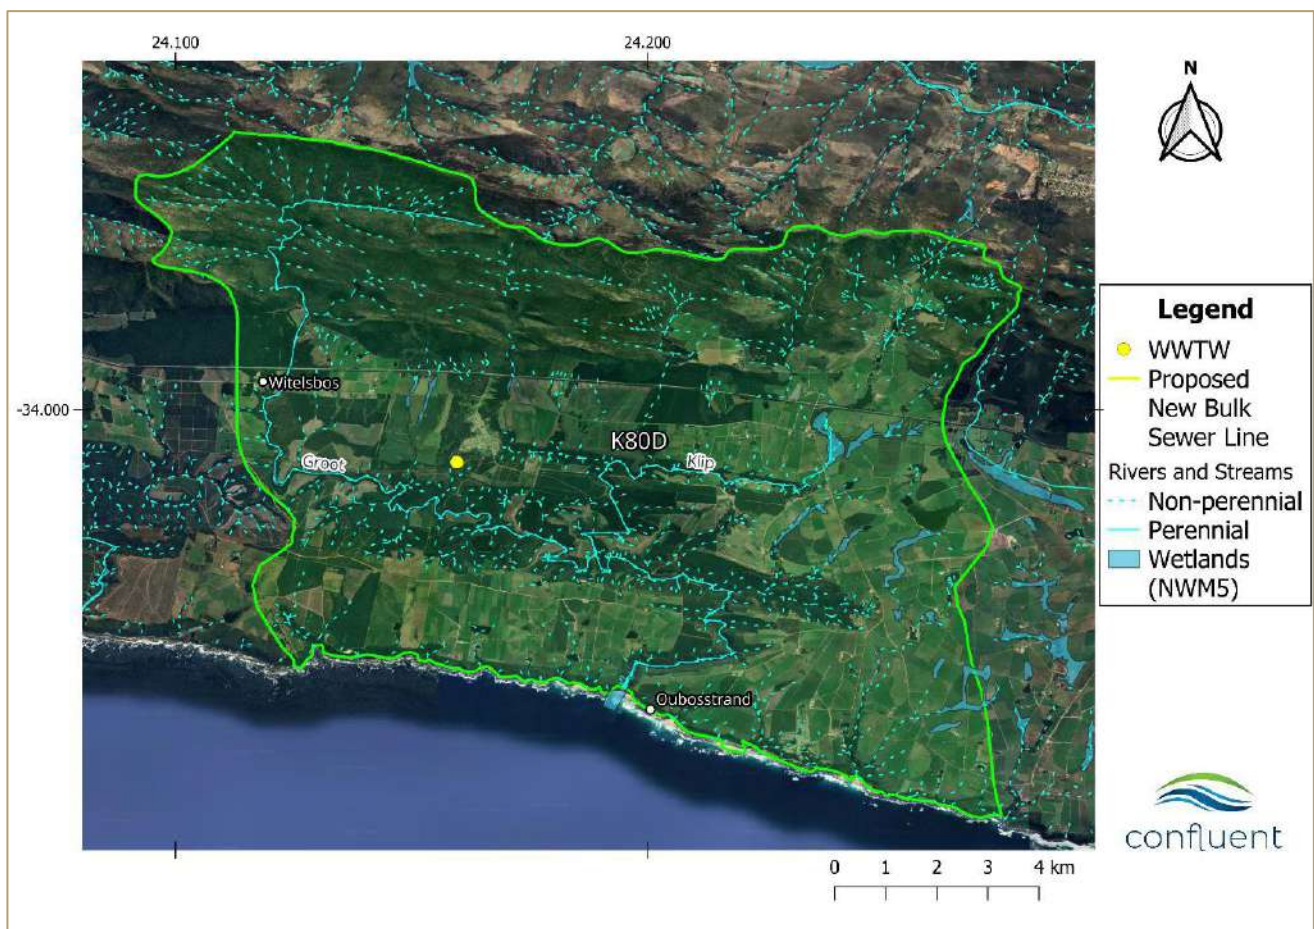 24.100
24.200
N
-34.000
Witelsbos
K80D
Groot
Klip
Oubosstrand
Legend
WWTW
Proposed
New Bulk
Sewer Line
Rivers and Streams
Non-perennial
Perennial
Wetlands
(NWM5)
confluent
0 1 2 3 4 km